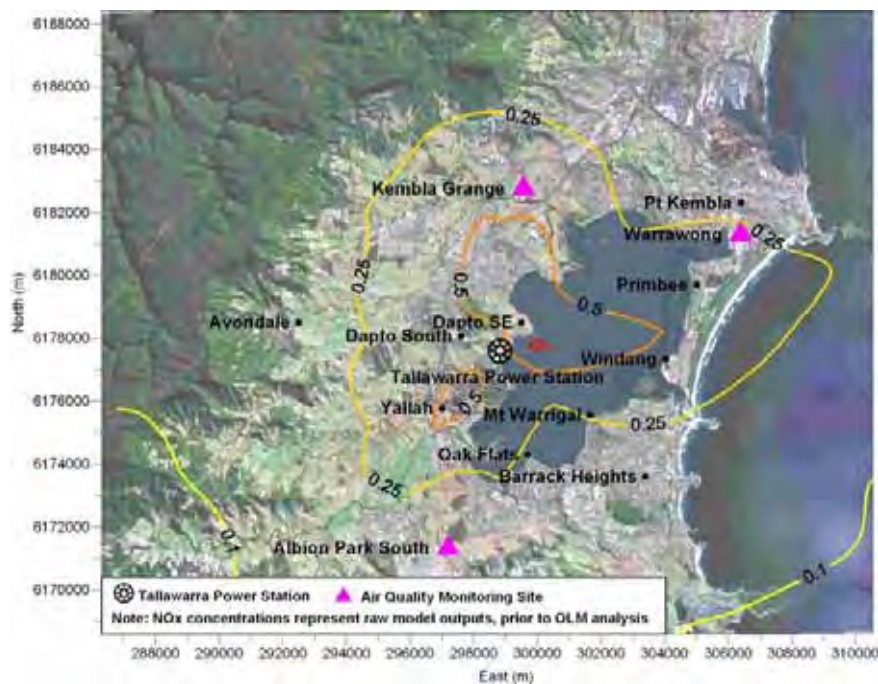 6188000
6186000
6184000
6182000
6180000
6178000
6176000
6174000
6172000
6170000
North (m)
0.25
Kembla Grange
Pt Kembla
Warrawong
0.25
0.25
0.5
0.5
Primbee
Avondale
Dapto SE
Dapto South
Windang
Tallawarra Power Station
Yallah
0.5
Mt Warrigal
0.25
Oak Flats
0.25
Barrack Heights
0.1
Albion Park South
0.1
Tallawarra Power Station
Air Quality Monitoring Site
Note: NOx concentrations represent raw model outputs, prior to OLM analysis
288000 290000 292000 294000 296000 298000 300000 302000 304000 306000 308000 310000
East (m)